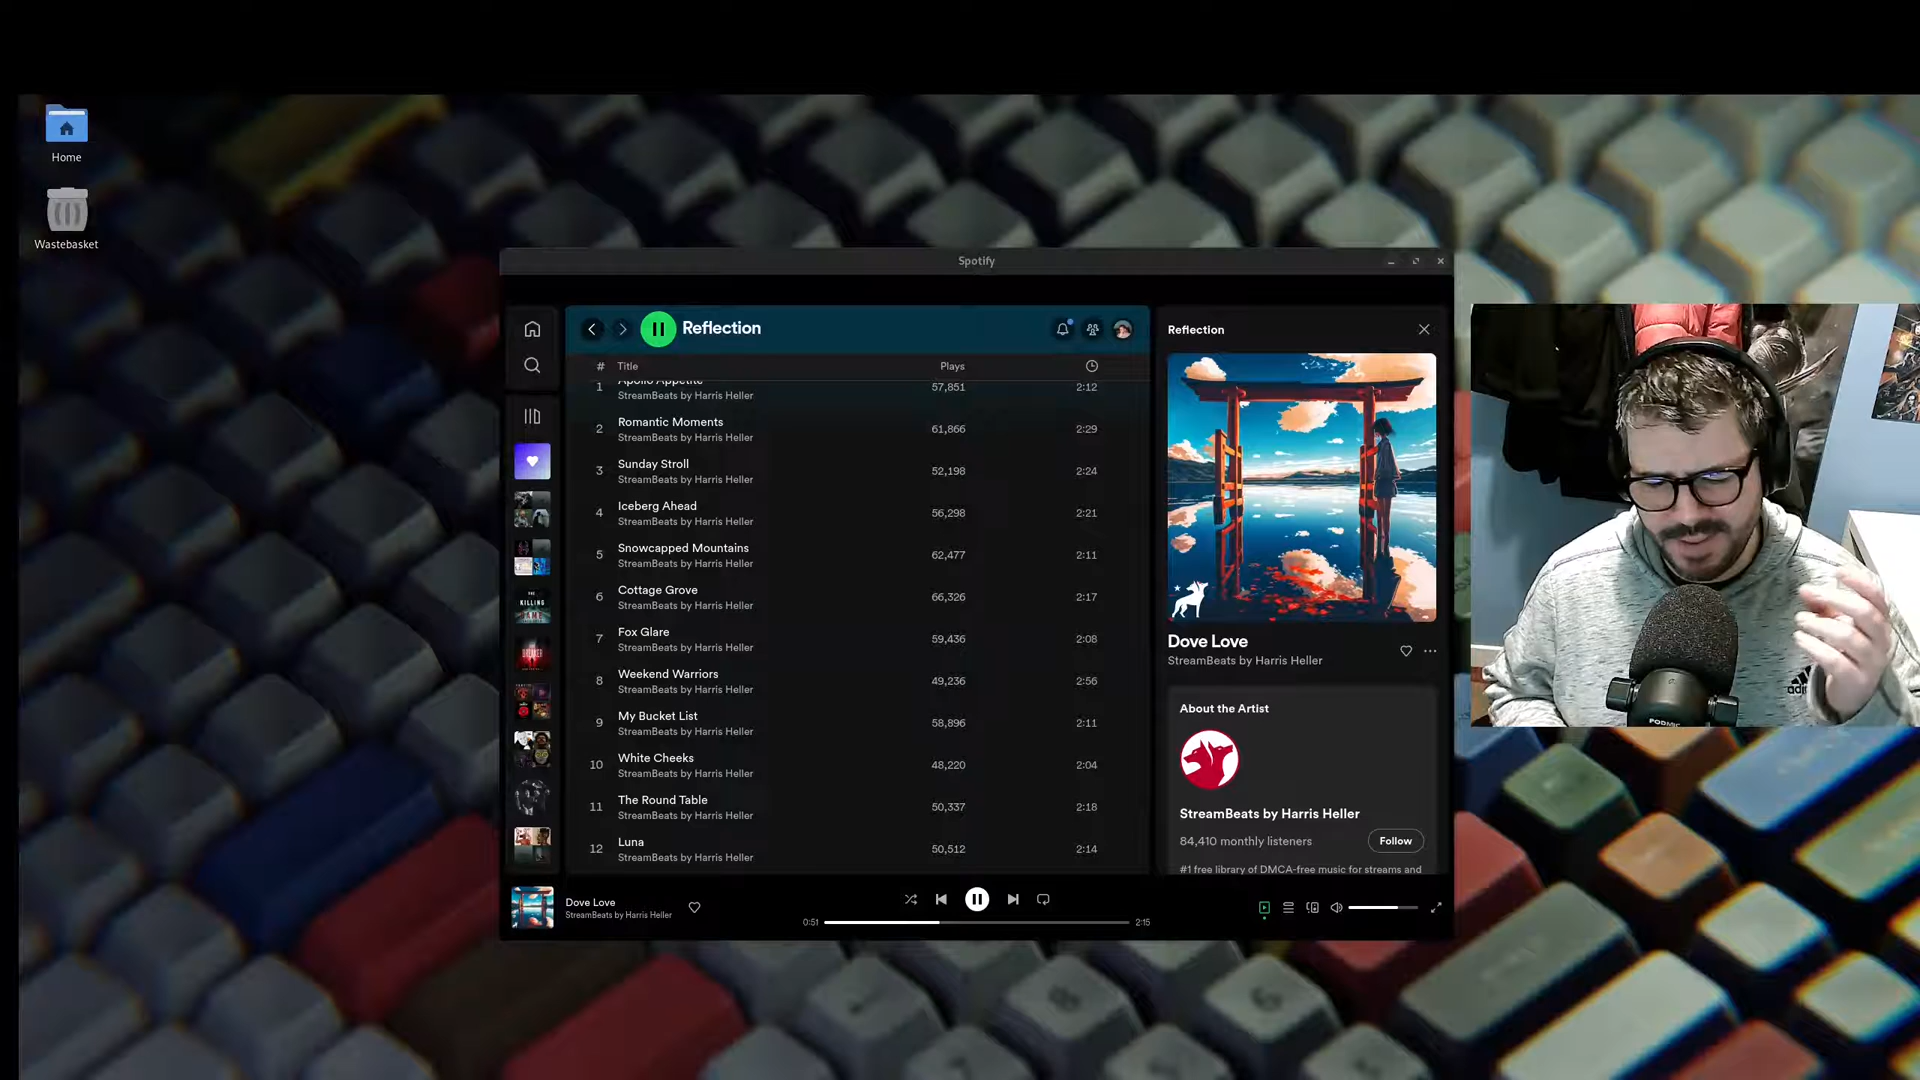 Home
Wastebasket
Spotify
Reflection
# Title Plays
1 Apollo Appetite 57,851 2:12
StreamBeats by Harris Heller
2 Romantic Moments 61,866 2:29
StreamBeats by Harris Heller
3 Sunday Stroll 52,198 2:24
StreamBeats by Harris Heller
4 Iceberg Ahead 56,298 2:21
StreamBeats by Harris Heller
5 Snowcapped Mountains 62,477 2:11
StreamBeats by Harris Heller
6 Cottage Grove 66,326 2:17
StreamBeats by Harris Heller
7 Fox Glare 59,436 2:08
StreamBeats by Harris Heller
8 Weekend Warriors 49,236 2:56
StreamBeats by Harris Heller
9 My Bucket List 58,896 2:11
StreamBeats by Harris Heller
10 White Cheeks 48,220 2:04
StreamBeats by Harris Heller
11 The Round Table 50,337 2:18
StreamBeats by Harris Heller
12 Luna 50,512 2:14
StreamBeats by Harris Heller
Reflection
Dove Love
StreamBeats by Harris Heller
About the Artist
StreamBeats by Harris Heller
84,410 monthly listeners
Follow
#1 free library of DMCA-free music for streams and
THE
KILLING
Dove Love
StreamBeats by Harris Heller
0:51
2:15
PODMIC
8
6